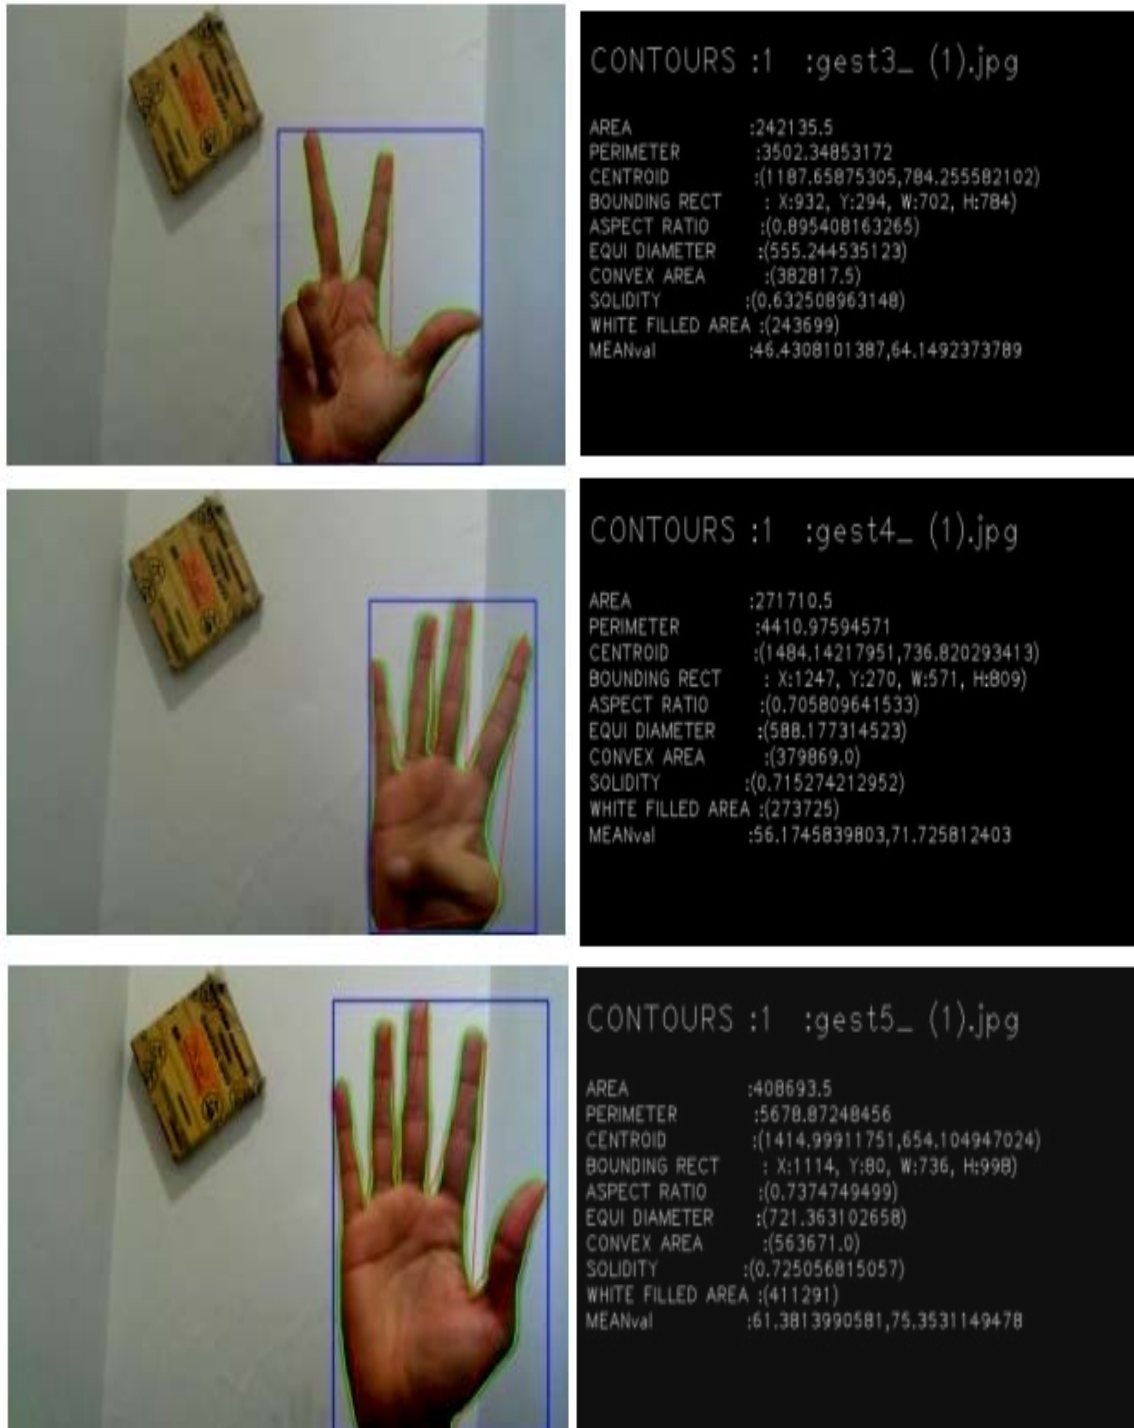 CONTOURS :1 :gest3_ (1).jpg
AREA :242135.5
PERIMETER :3502.34853172
CENTROID :(1187.65875305,784.255582102)
BOUNDING RECT : X:932, Y:294, W:702, H:784)
ASPECT RATIO :(0.895408163265)
EQUI DIAMETER :(555.244535123)
CONVEX AREA :(382817.5)
SOLIDITY :(0.632508963148)
WHITE FILLED AREA :(243699)
MEANval :46.4308101387,64.1492373789
CONTOURS :1 :gest4_ (1).jpg
AREA :271710.5
PERIMETER :4410.97594571
CENTROID :(1484.14217951,736.820293413)
BOUNDING RECT : X:1247, Y:270, W:571, H:809)
ASPECT RATIO :(0.705809641533)
EQUI DIAMETER :(588.177314523)
CONVEX AREA :(379869.0)
SOLIDITY :(0.715274212952)
WHITE FILLED AREA :(273725)
MEANval :56.1745839803,71.725812403
CONTOURS :1 :gest5_ (1).jpg
AREA :408693.5
PERIMETER :5678.87248456
CENTROID :(1414.99911751,654.104947024)
BOUNDING RECT : X:1114, Y:80, W:736, H:998)
ASPECT RATIO :(0.7374749499)
EQUI DIAMETER :(721.363102658)
CONVEX AREA :(563671.0)
SOLIDITY :(0.725056815057)
WHITE FILLED AREA :(411291)
MEANval :61.3813990581,75.3531149478